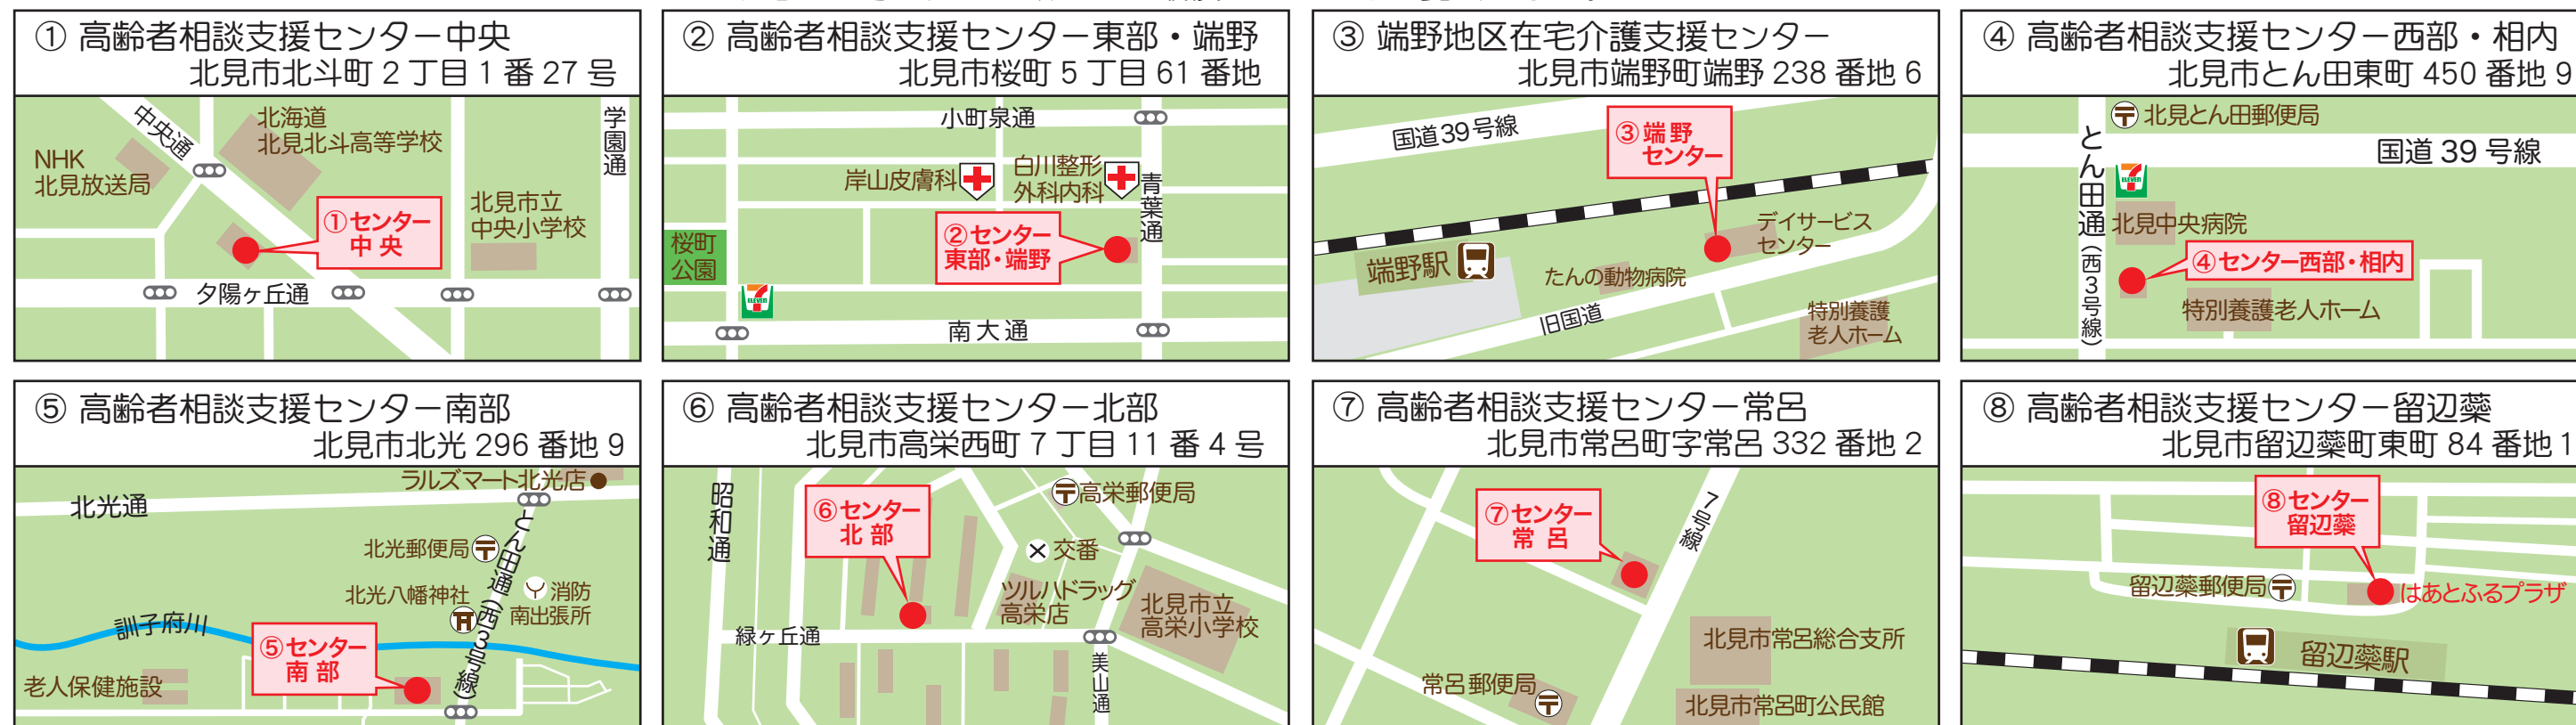 ① 高齢者相談支援センター中央
北見市北斗町 2 丁目 1 番 27 号
中央通
北海道
北見北斗高等学校
学園通
NHK
北見放送局
北見市立
中央小学校
①センター
中 央
夕陽ヶ丘通
② 高齢者相談支援センター東部・端野
北見市桜町 5 丁目 61 番地
小町泉通
岸山皮膚科
白川整形
外科内科
青葉通
桜町
公園
②センター
東部・端野
ELEVEN
南大通
③ 端野地区在宅介護支援センター
北見市端野町端野 238 番地 6
国道39号線
③端 野
センター
デイサービス
センター
端野駅
たんの動物病院
旧国道
特別養護
老人ホーム
④ 高齢者相談支援センター西部・相内
北見市とん田東町 450 番地 9
北見とん田郵便局
とん田通(西3号線)
国道 39 号線
ELEVEN
北見中央病院
④センター西部・相内
特別養護老人ホーム
⑤ 高齢者相談支援センター南部
北見市北光 296 番地 9
ラルズマート北光店
北光通
北光郵便局
とん田通(西3号線)
北光八幡神社
消防
南出張所
訓子府川
⑤センター
南 部
老人保健施設
⑥ 高齢者相談支援センター北部
北見市高栄西町 7 丁目 11 番 4 号
昭和通
⑥センター
北 部
高栄郵便局
交番
ツルハドラッグ
高栄店
北見市立
高栄小学校
緑ヶ丘通
美山通
⑦ 高齢者相談支援センター常呂
北見市常呂町字常呂 332 番地 2
7号線
⑦センター
常 呂
北見市常呂総合支所
常呂郵便局
北見市常呂町公民館
⑧ 高齢者相談支援センター留辺蘂
北見市留辺蘂町東町 84 番地 1
⑧センター
留辺蘂
留辺蘂郵便局
はあとふるプラザ
留辺蘂駅